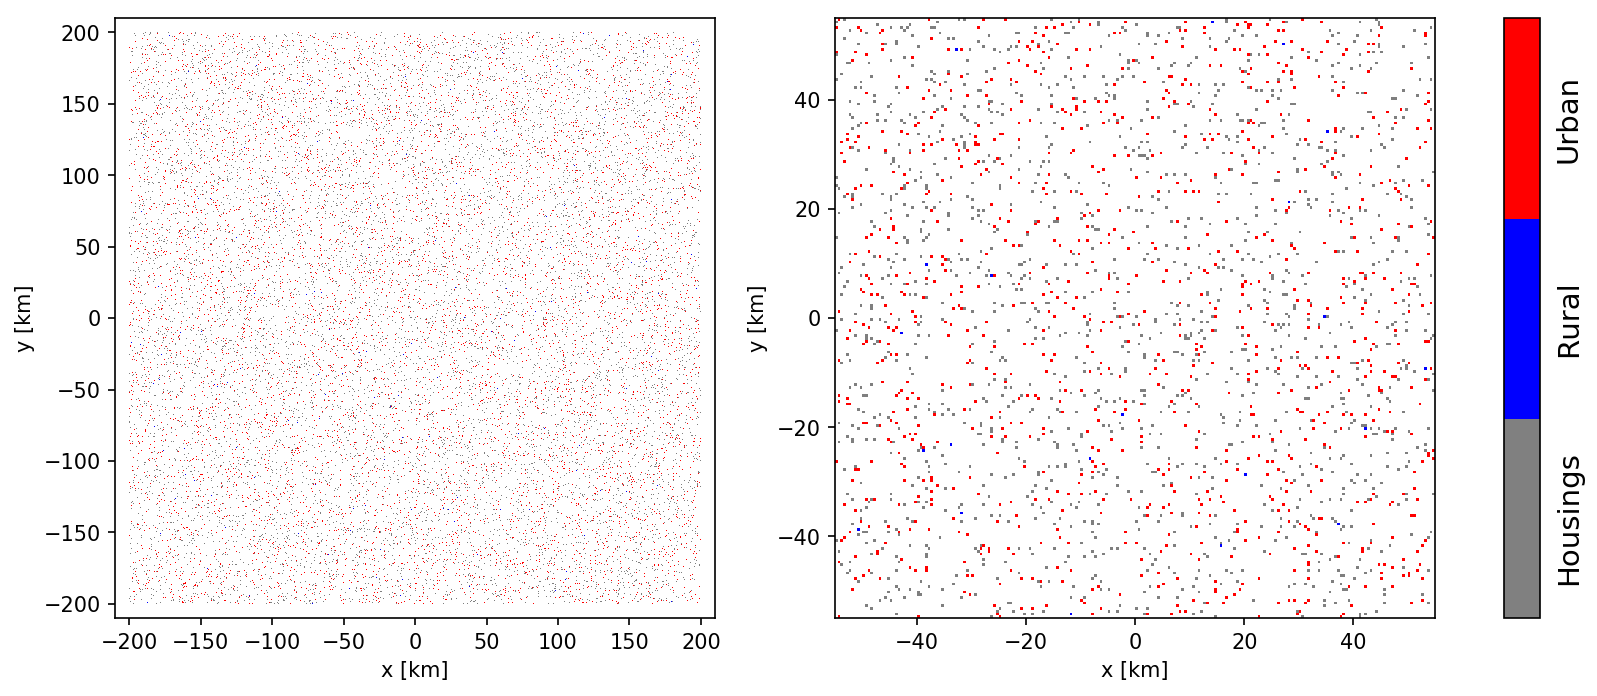 200
150
100
50
0
−50
−100
−150
−200
−200 −150 −100 −50 0 50 100 150 200
x [km]
y [km]
40
20
0
−20
−40
−40 −20 0 20 40
x [km]
y [km]
Urban
Rural
Housings